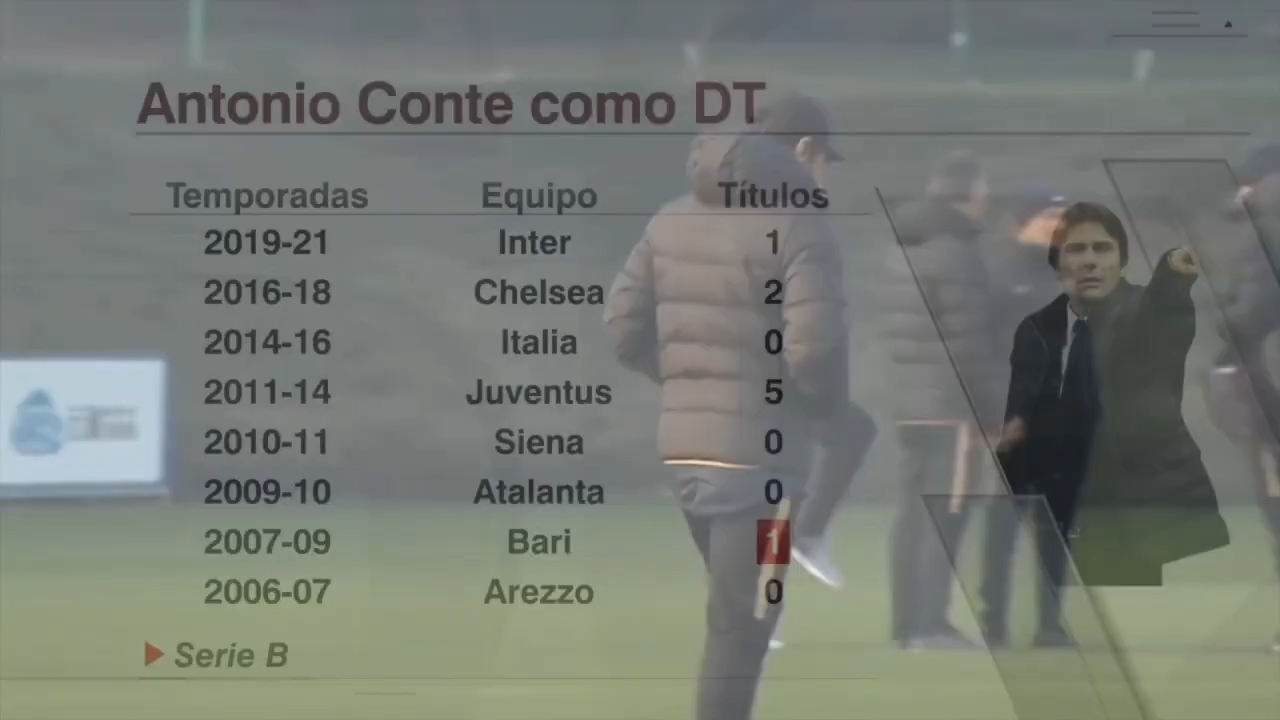 Antonio Conte como DT
Temporadas Equipo Títulos
2019-21 Inter 1
2016-18 Chelsea 2
2014-16 Italia 0
2011-14 Juventus 5
2010-11 Siena 0
2009-10 Atalanta 0
2007-09 Bari 1
2006-07 Arezzo 0
Serie B